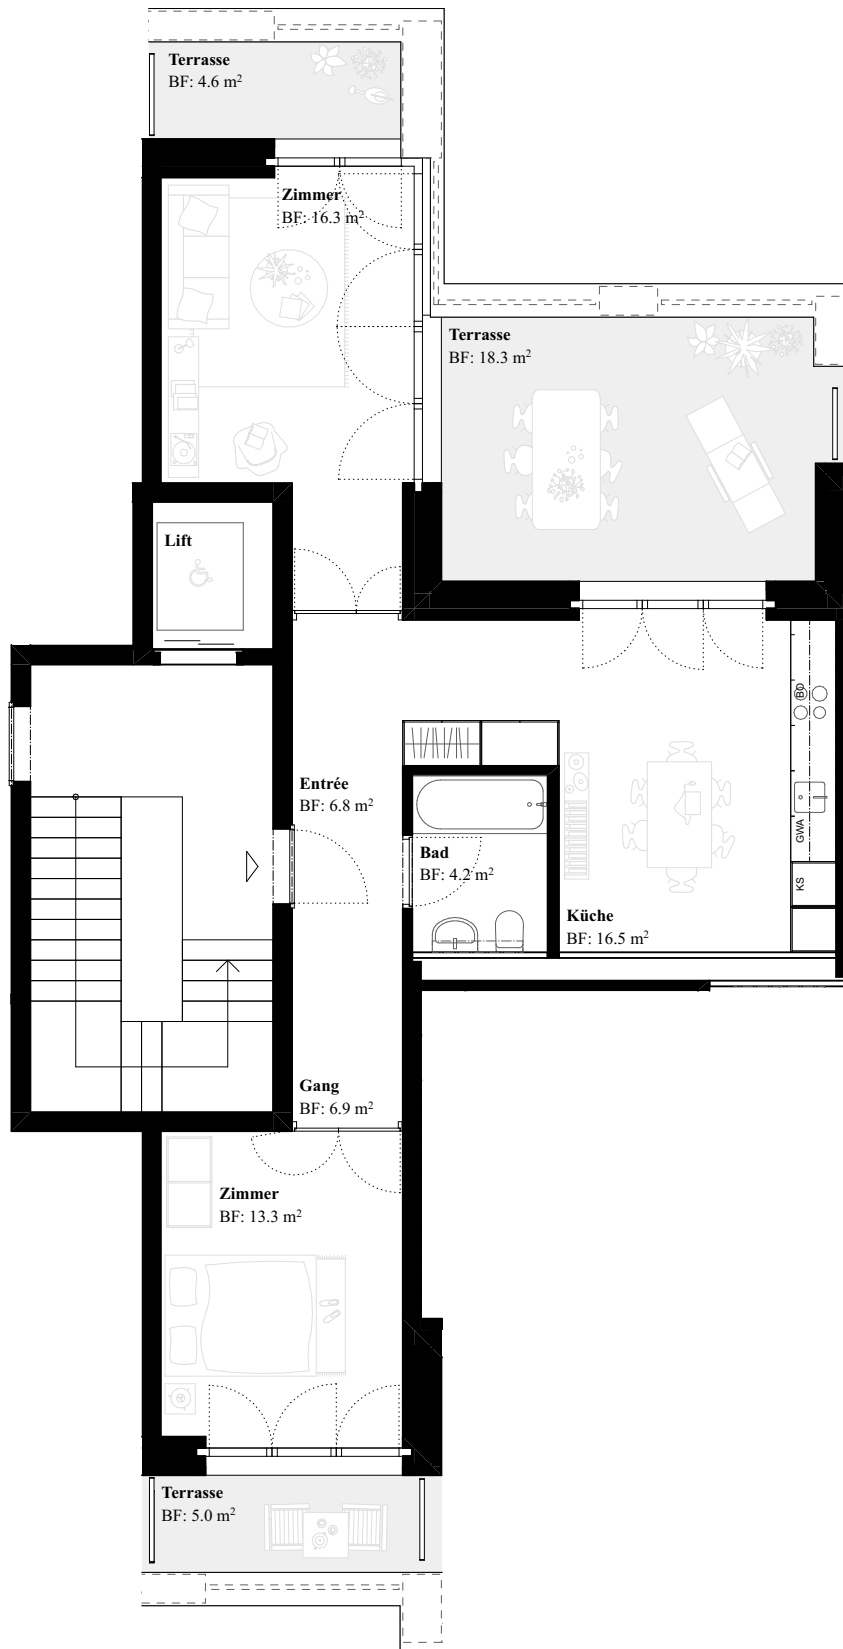 Terrasse
BF: 4.6 m²
Zimmer
BF: 16.3 m²
Terrasse
BF: 18.3 m²
Lift
BO
Entrée
BF: 6.8 m²
GWA
Bad
BF: 4.2 m²
KS
Küche
BF: 16.5 m²
Gang
BF: 6.9 m²
Zimmer
BF: 13.3 m²
Terrasse
BF: 5.0 m²